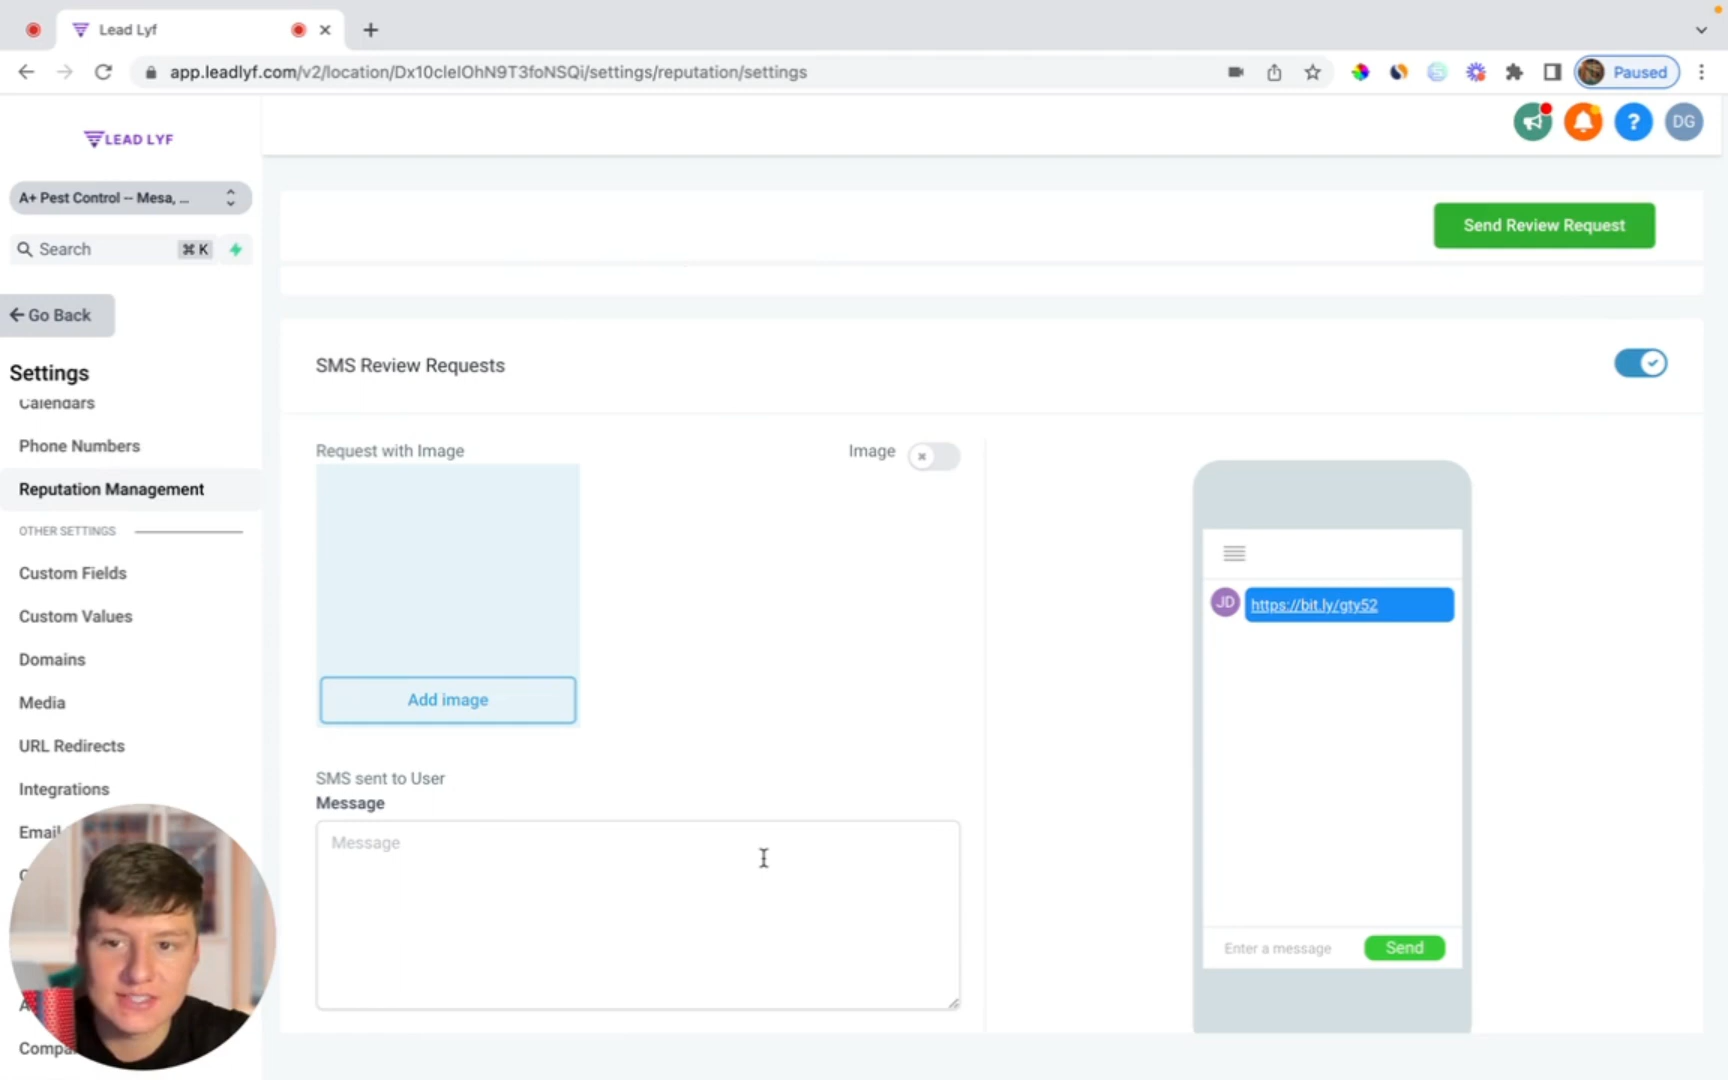 Lead Lyf
app.leadlyf.com/v2/location/Dx10cleIOhN9T3foNSQi/settings/reputation/settings
Paused
LEAD LYF
DG
A+ Pest Control -- Mesa, ...
Search
⌘ K
Send Review Request
Go Back
Settings
Calendars
Phone Numbers
Reputation Management
OTHER SETTINGS
Custom Fields
Custom Values
Domains
Media
URL Redirects
Integrations
Email
SMS Review Requests
Request with Image
Image
Add image
SMS sent to User
Message
Message
JD
https://bit.ly/gty52
Enter a message
Send